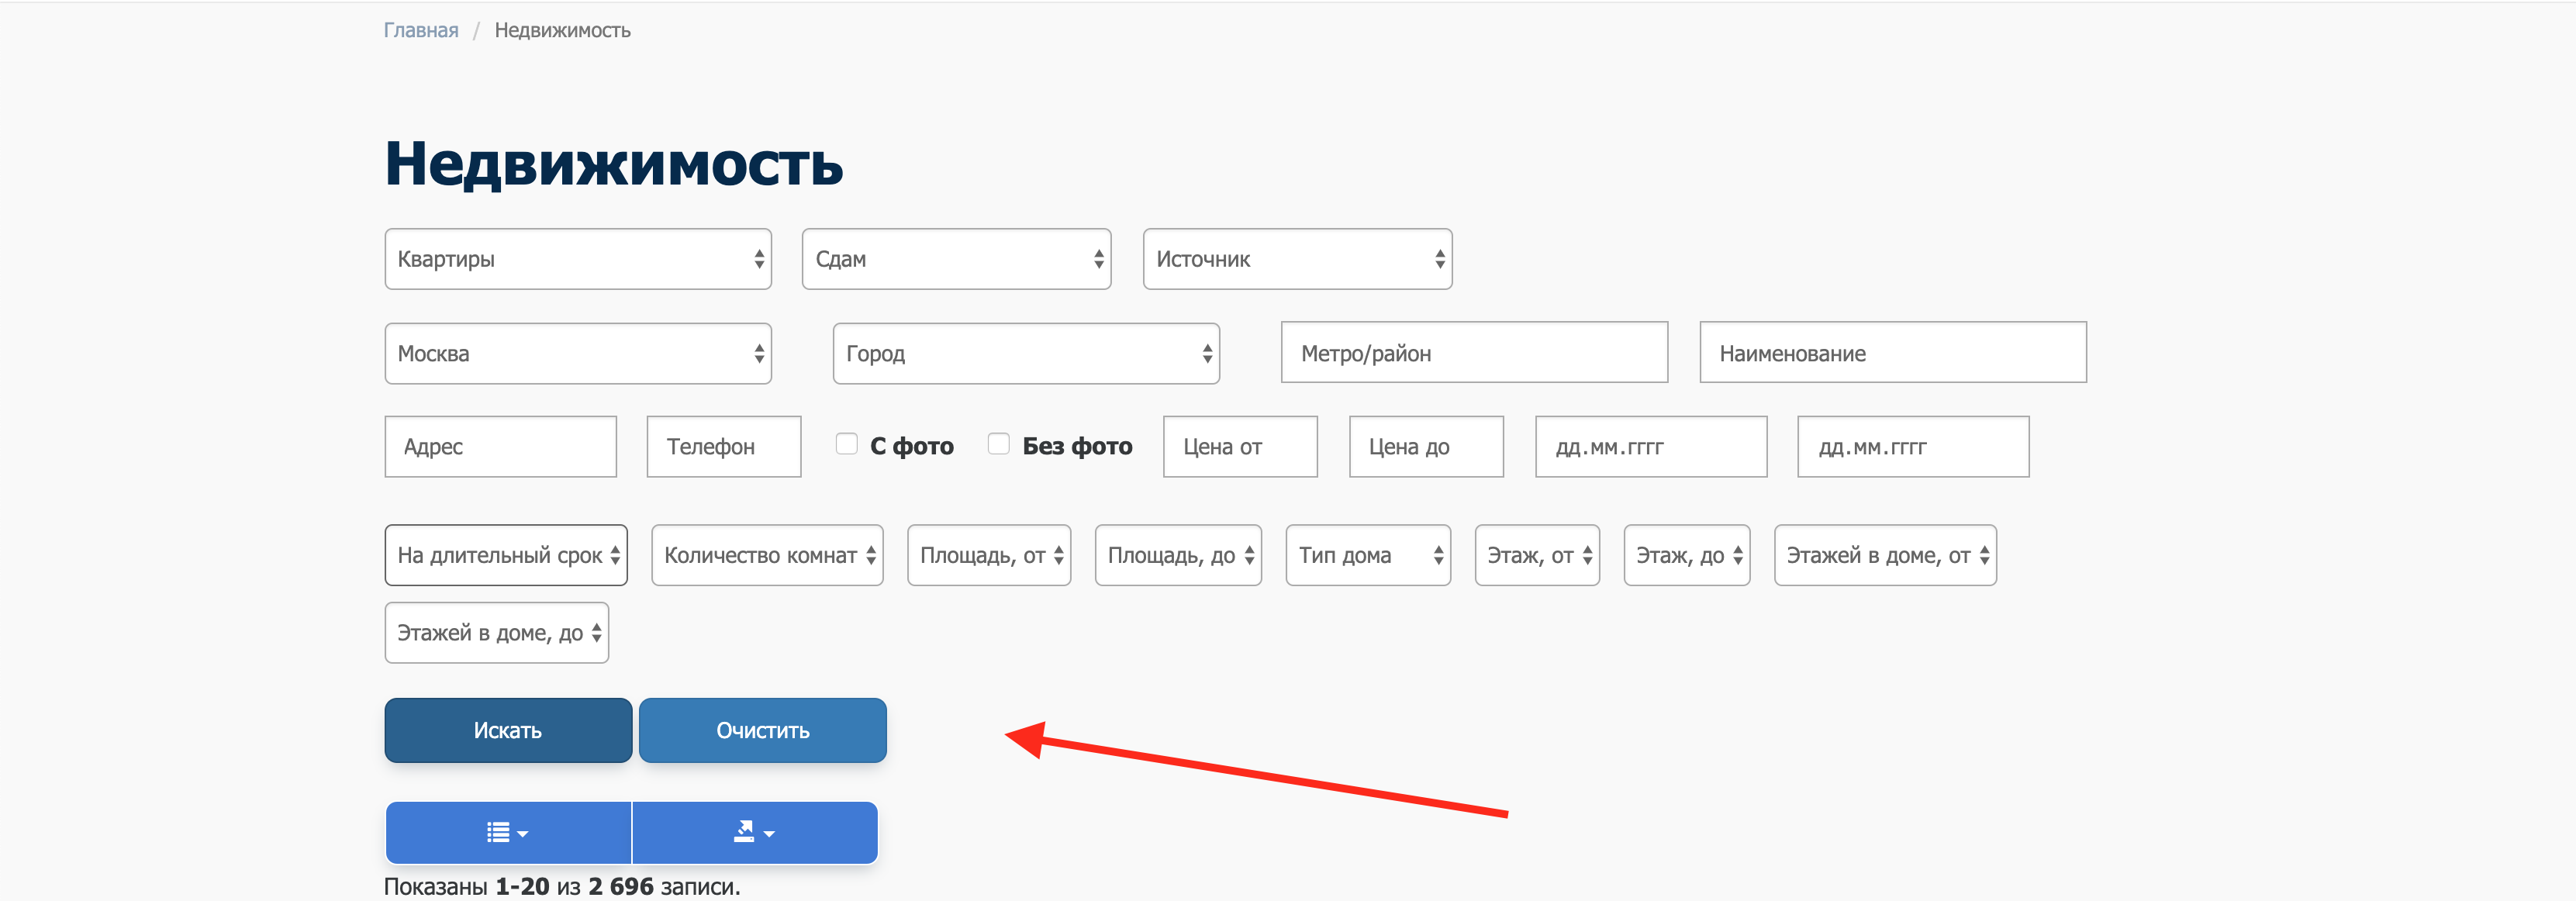 Главная / Недвижимость
Недвижимость
Квартиры Сдам Источник
Москва Город Метро/район Наименование
Адрес Телефон С фото Без фото Цена от Цена до дд.мм.гггг дд.мм.гггг
На длительный срок Количество комнат Площадь, от Площадь, до Тип дома Этаж, от Этаж, до Этажей в доме, от
Этажей в доме, до
Искать Очистить
Показаны 1-20 из 2 696 записи.